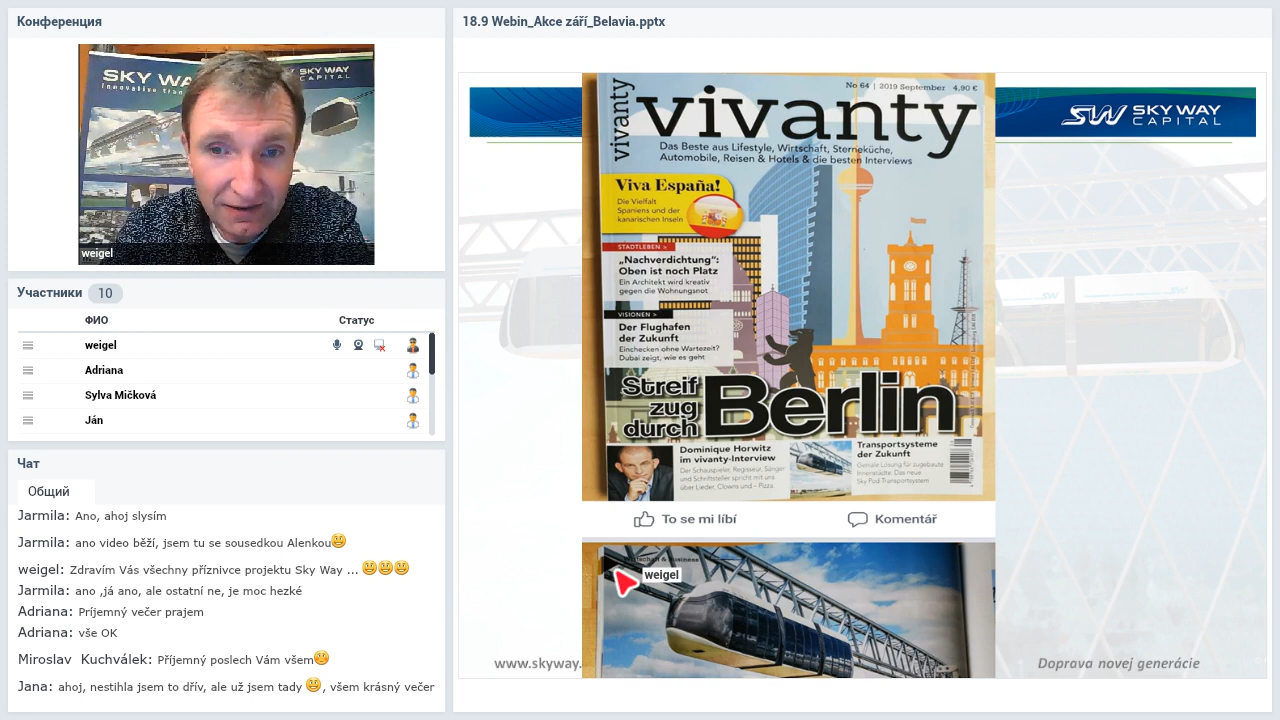 Конференция
SKY WA
SKY WAY
CAPITAL
weigel
Участники 10
ФИО Статус
weigel
Adriana
Sylva Mičková
Ján
Чат
Общий
Jarmila: Ano, ahoj slysím
Jarmila: ano video běží, jsem tu se sousedkou Alenkou
weigel: Zdravím Vás všechny příznivce projektu Sky Way ...
Jarmila: ano ,já ano, ale ostatní ne, je moc hezké
Adriana: Príjemný večer prajem
Adriana: vše OK
Miroslav Kuchválek: Příjemný poslech Vám všem
Jana: ahoj, nestihla jsem to dřív, ale už jsem tady , všem krásný večer
18.9 Webin_Akce září_Belavia.pptx
SW SKY WAY
CAPITAL
vivanty
No 64 | 2019 September 4,90 €
vivanty
Das Beste aus Lifestyle, Wirtschaft, Sterneküche,
Automobile, Reisen & Hotels & die besten Interviews
Viva España!
Die Vielfalt
Spaniens und der
kanarischen Inseln
STADTLEBEN >
„Nachverdichtung“:
Oben ist noch Platz
Ein Architekt wird kreativ
gegen die Wohnungsnot
VISIONEN >
Der Flughafen
der Zukunft
Einchecken ohne Wartezeit?
Dubai zeigt, wie es geht
Streif
zug
durch
Berlin
Dominique Horwitz
im vivanty-Interview
Der Schauspieler, Regisseur, Sänger
und Schriftsteller spricht mit uns
über Lieder, Clowns und – Pizza.
Transportsysteme
der Zukunft
Geniale Lösung für zugebaute
Innenstädte: Das neue
Sky Pod-Transportsystem
To se mi líbí
Komentář
Wirtschaft & Business
weigel
www.skyway.
Doprava novej generácie